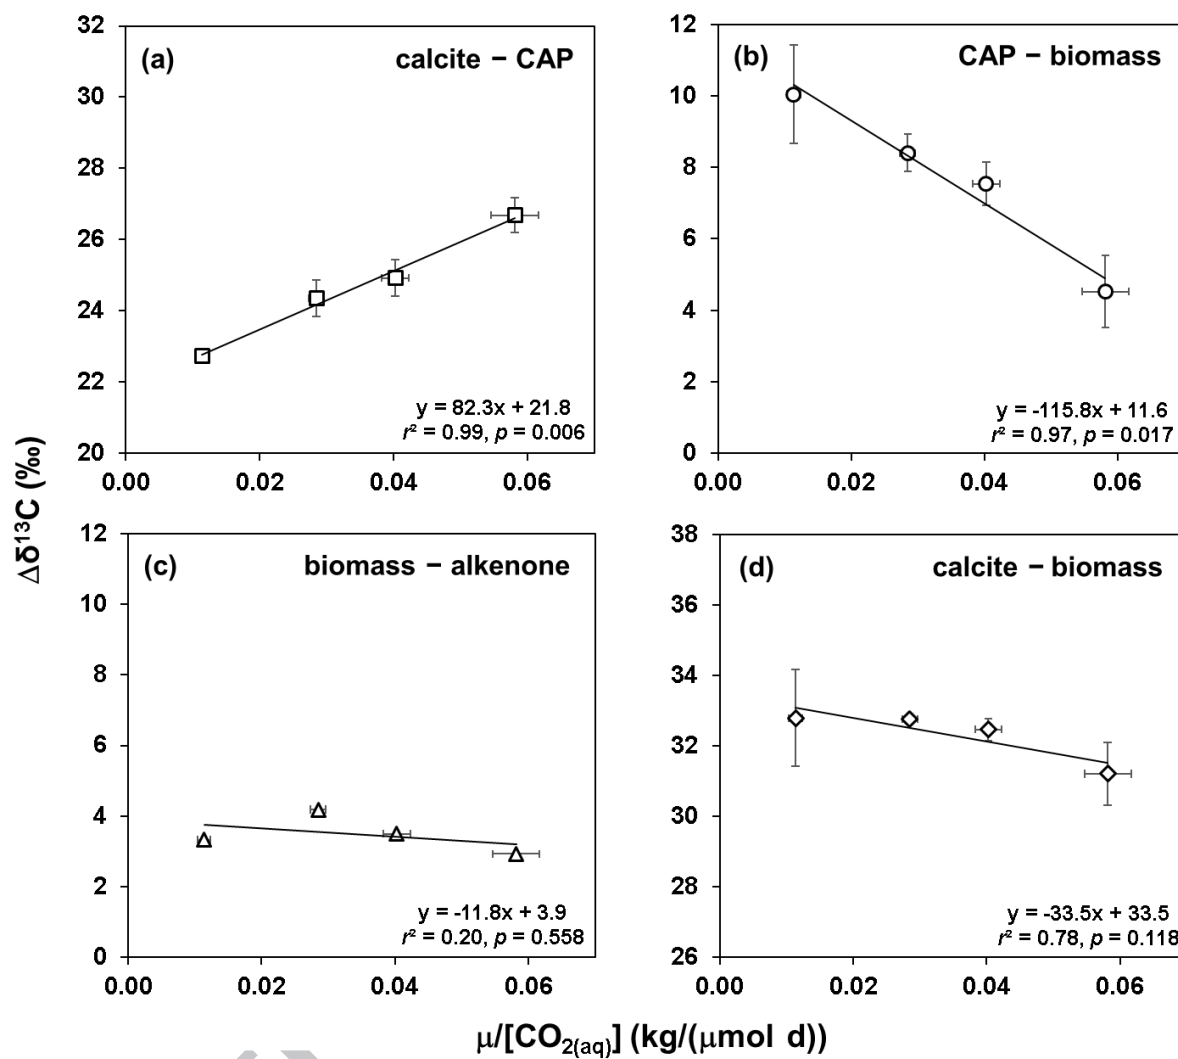 (a) calcite − CAP
32
30
28
26
24
22
20
0.00 0.02 0.04 0.06
y = 82.3x + 21.8
r² = 0.99, p = 0.006
(b) CAP − biomass
12
10
8
6
4
2
0
0.00 0.02 0.04 0.06
y = -115.8x + 11.6
r² = 0.97, p = 0.017
Δδ¹³C (‰)
(c) biomass − alkenone
12
10
8
6
4
2
0
0.00 0.02 0.04 0.06
y = -11.8x + 3.9
r² = 0.20, p = 0.558
(d) calcite − biomass
38
36
34
32
30
28
26
0.00 0.02 0.04 0.06
y = -33.5x + 33.5
r² = 0.78, p = 0.118
μ/[CO₂₍aq₎] (kg/(μmol d))